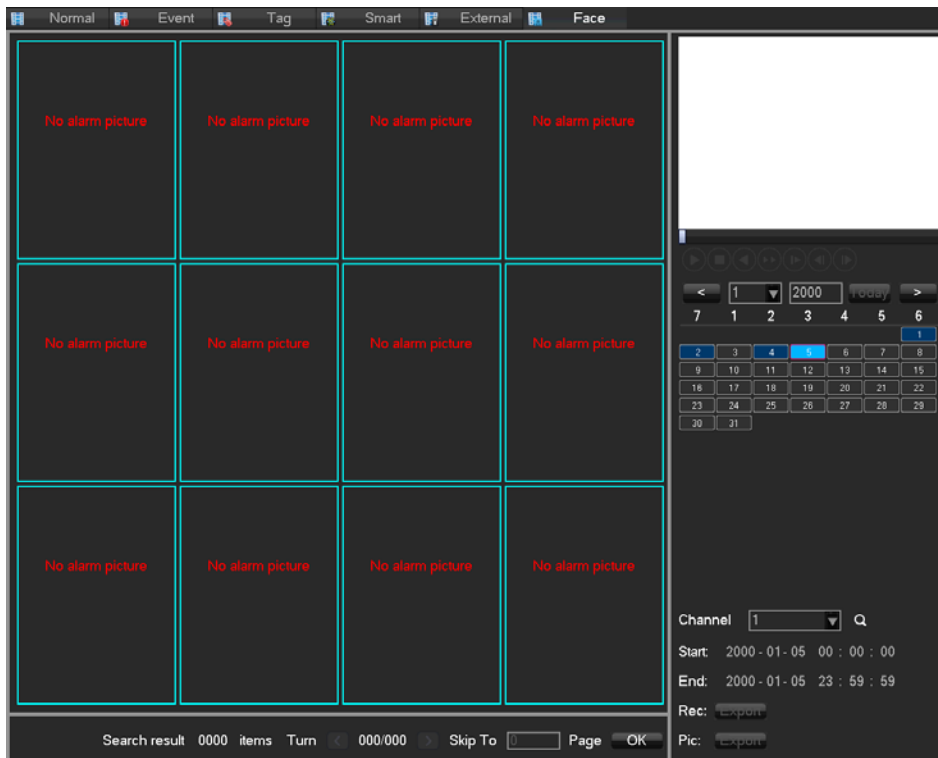 Normal Event Tag Smart External Face
No alarm picture No alarm picture No alarm picture No alarm picture
No alarm picture No alarm picture No alarm picture No alarm picture
No alarm picture No alarm picture No alarm picture No alarm picture
Search result 0000 items Turn < 000/000 > Skip To 0 Page OK
< 1 2000 Today >
7 1 2 3 4 5 6
1
2 3 4 5 6 7 8
9 10 11 12 13 14 15
16 17 18 19 20 21 22
23 24 25 26 27 28 29
30 31
Channel 1
Start: 2000 - 01 - 05 00 : 00 : 00
End: 2000 - 01 - 05 23 : 59 : 59
Rec: Export
Pic: Export